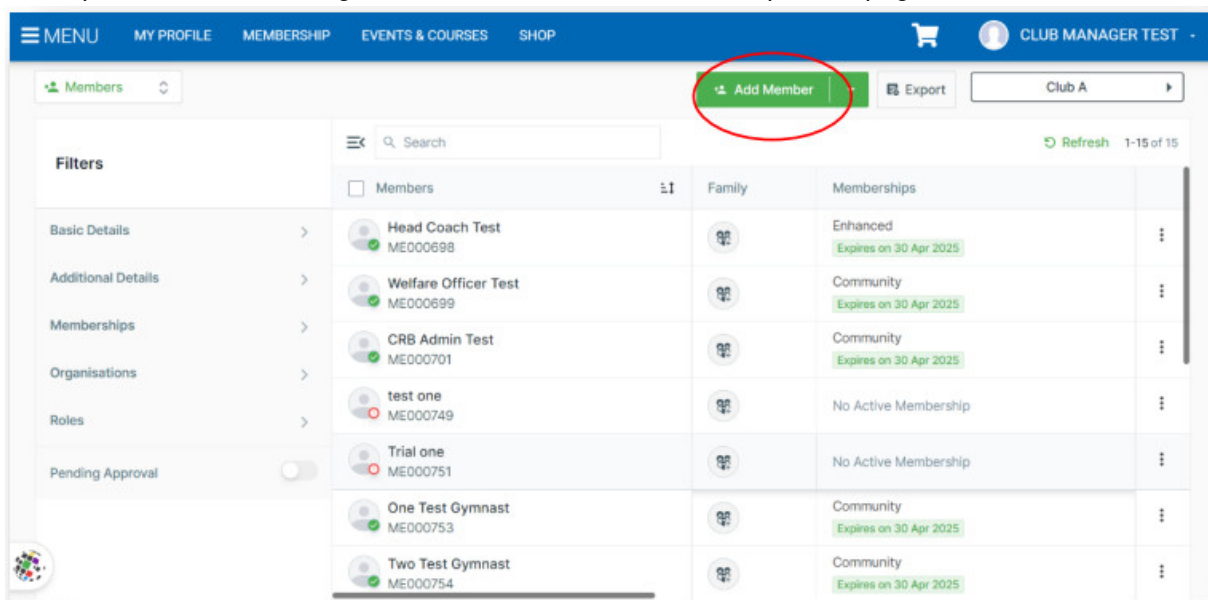 MENU MY PROFILE MEMBERSHIP EVENTS & COURSES SHOP CLUB MANAGER TEST
Members Add Member Export Club A
Filters
Search Refresh 1-15 of 15
Members Family Memberships
Basic Details
Additional Details
Memberships
Organisations
Roles
Pending Approval
Head Coach Test Enhanced
ME000698 Expires on 30 Apr 2025
Welfare Officer Test Community
ME000699 Expires on 30 Apr 2025
CRB Admin Test Community
ME000701 Expires on 30 Apr 2025
test one No Active Membership
ME000749
Trial one No Active Membership
ME000751
One Test Gymnast Community
ME000753 Expires on 30 Apr 2025
Two Test Gymnast Community
ME000754 Expires on 30 Apr 2025